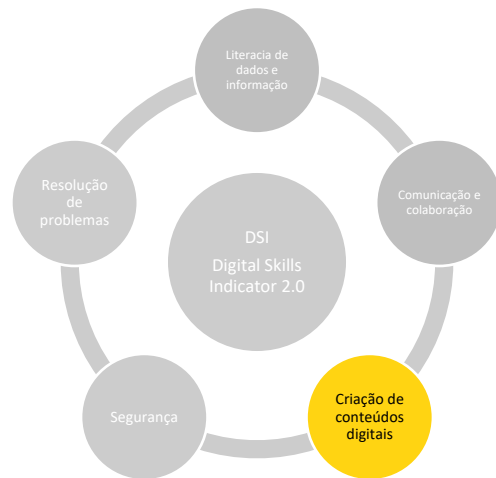 Literacia de
dados e
informação
Resolução
de
problemas
Comunicação e
colaboração
DSI
Digital Skills
Indicator 2.0
Segurança
Criação de
conteúdos
digitais